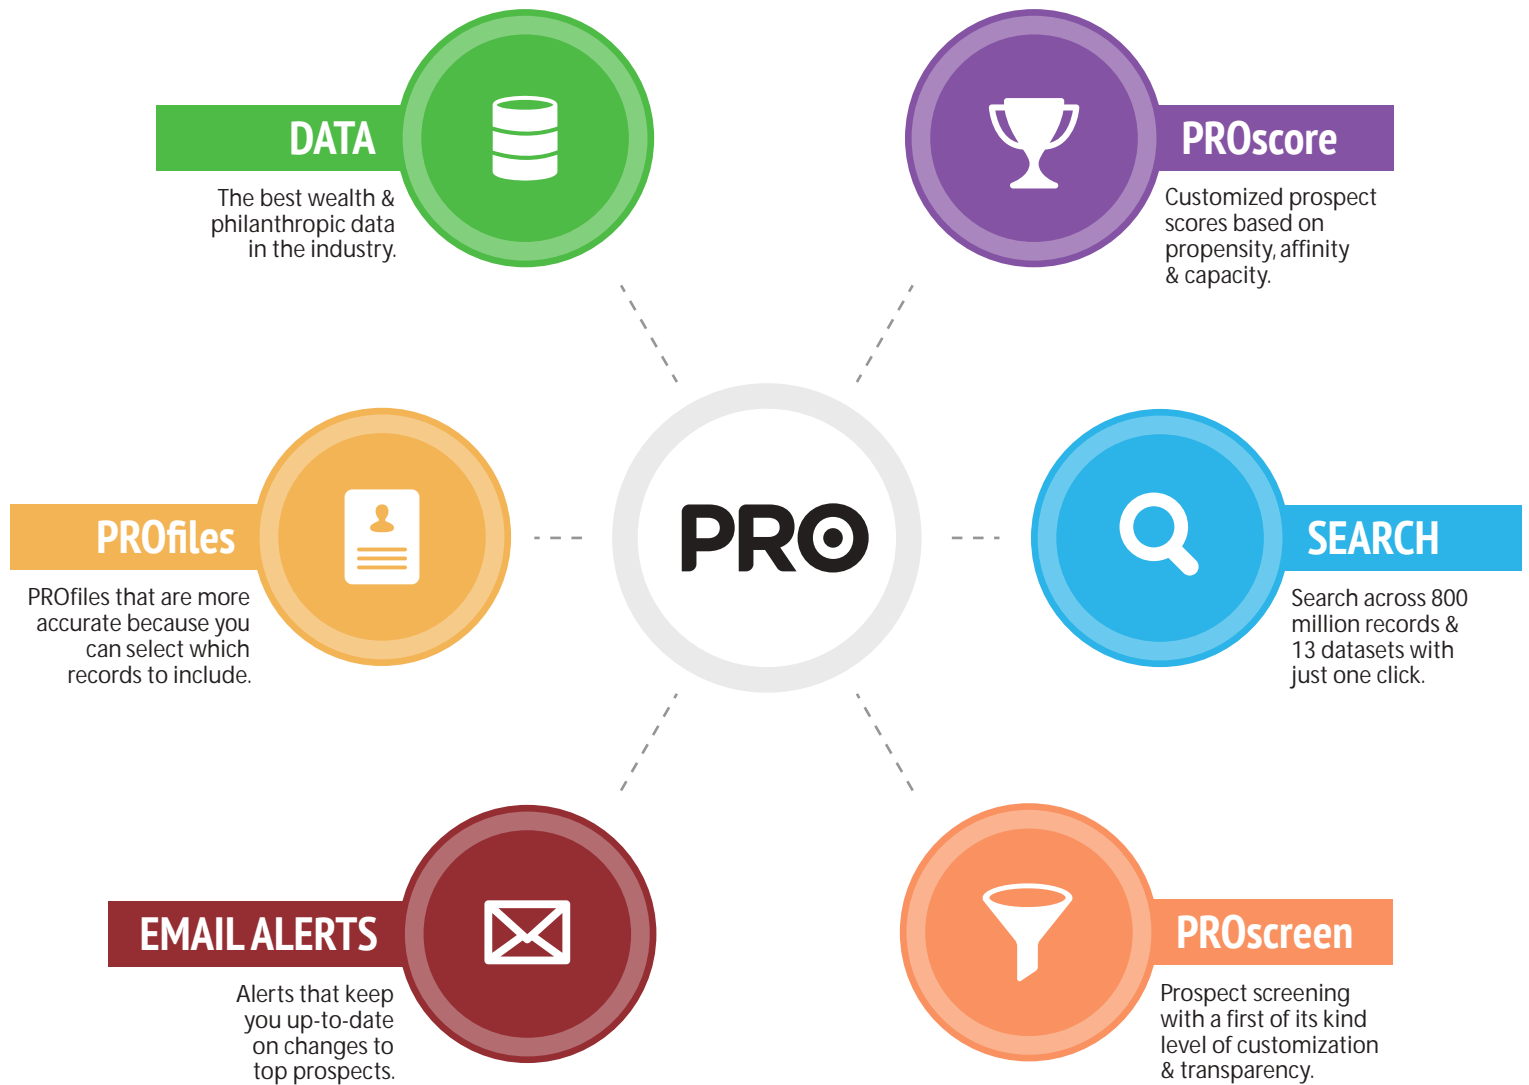 DATA
The best wealth &
philanthropic data
in the industry.
PROscore
Customized prospect
scores based on
propensity, affinity
& capacity.
PROfiles
PROfiles that are more
accurate because you
can select which
records to include.
PRO
SEARCH
Search across 800
million records &
13 datasets with
just one click.
EMAIL ALERTS
Alerts that keep
you up-to-date
on changes to
top prospects.
PROscreen
Prospect screening
with a first of its kind
level of customization
& transparency.